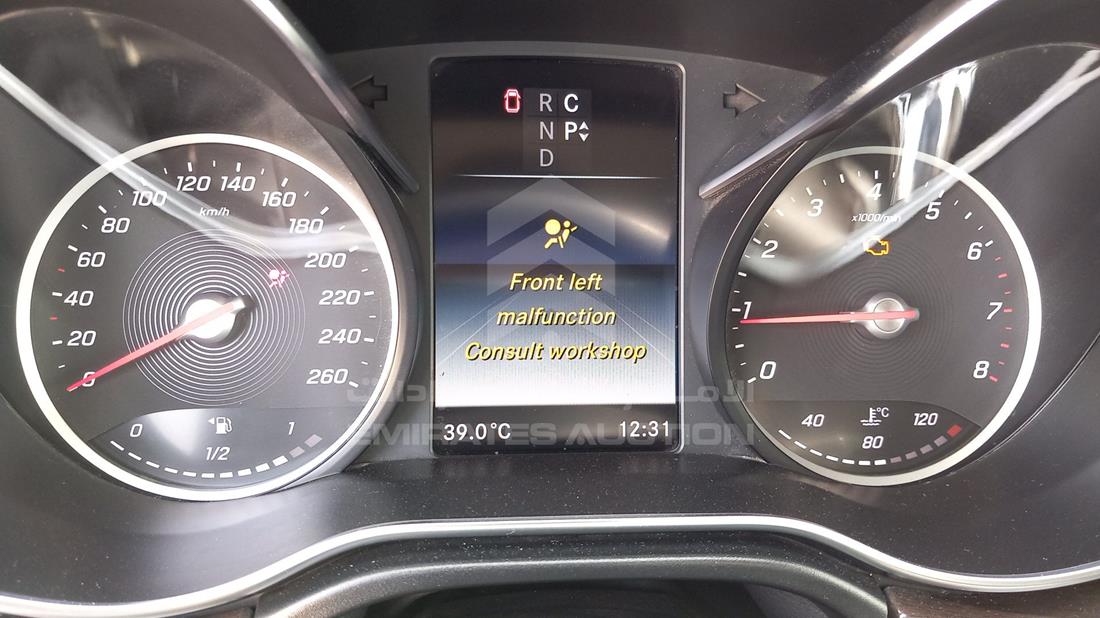 R C
N P
D
Front left
malfunction
Consult workshop
39.0°C 12:31
0 20 40 60 80 100 120 140 160 180 200 220 240 260
km/h
0 1/2 1
0 1 2 3 4 5 6 7 8
x1000/min
40 80 120
°C
EMIRATES AUCTION